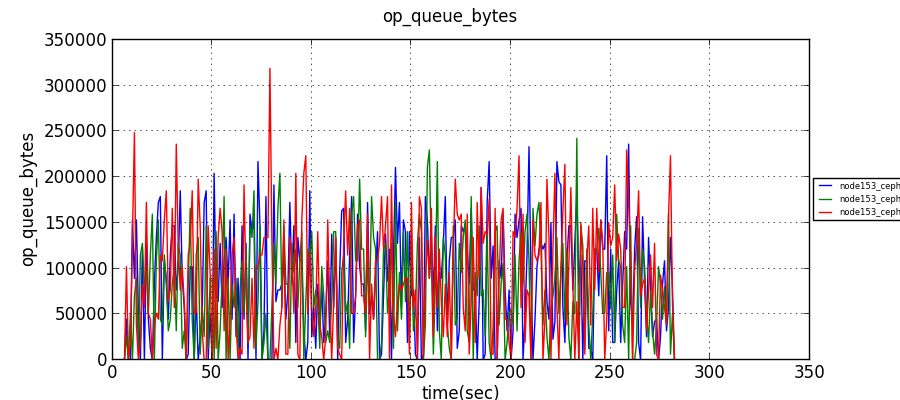 op_queue_bytes
350000
300000
250000
200000
150000
100000
50000
0
op_queue_bytes
0 50 100 150 200 250 300 350
time(sec)
node153_ceph
node153_ceph
node153_ceph